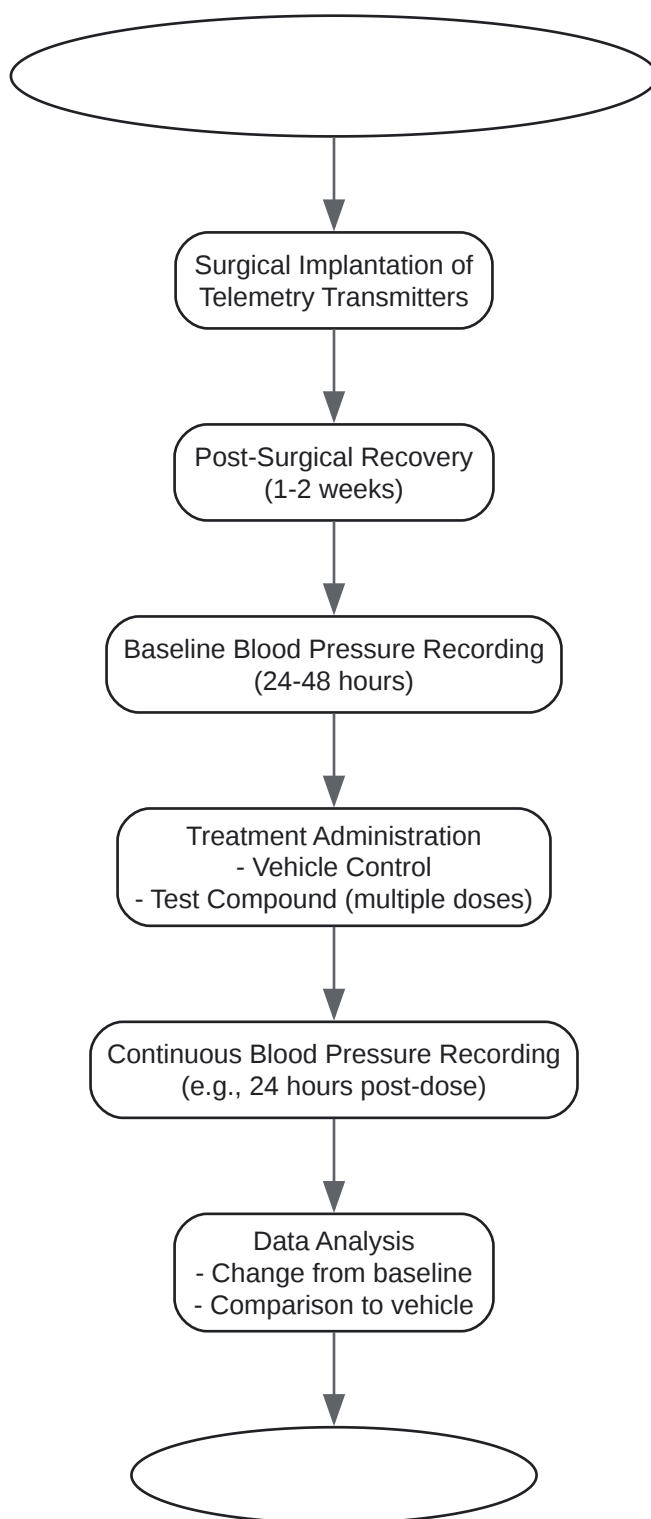 Surgical Implantation of
Telemetry Transmitters
Post-Surgical Recovery
(1-2 weeks)
Baseline Blood Pressure Recording
(24-48 hours)
Treatment Administration
- Vehicle Control
- Test Compound (multiple doses)
Continuous Blood Pressure Recording
(e.g., 24 hours post-dose)
Data Analysis
- Change from baseline
- Comparison to vehicle